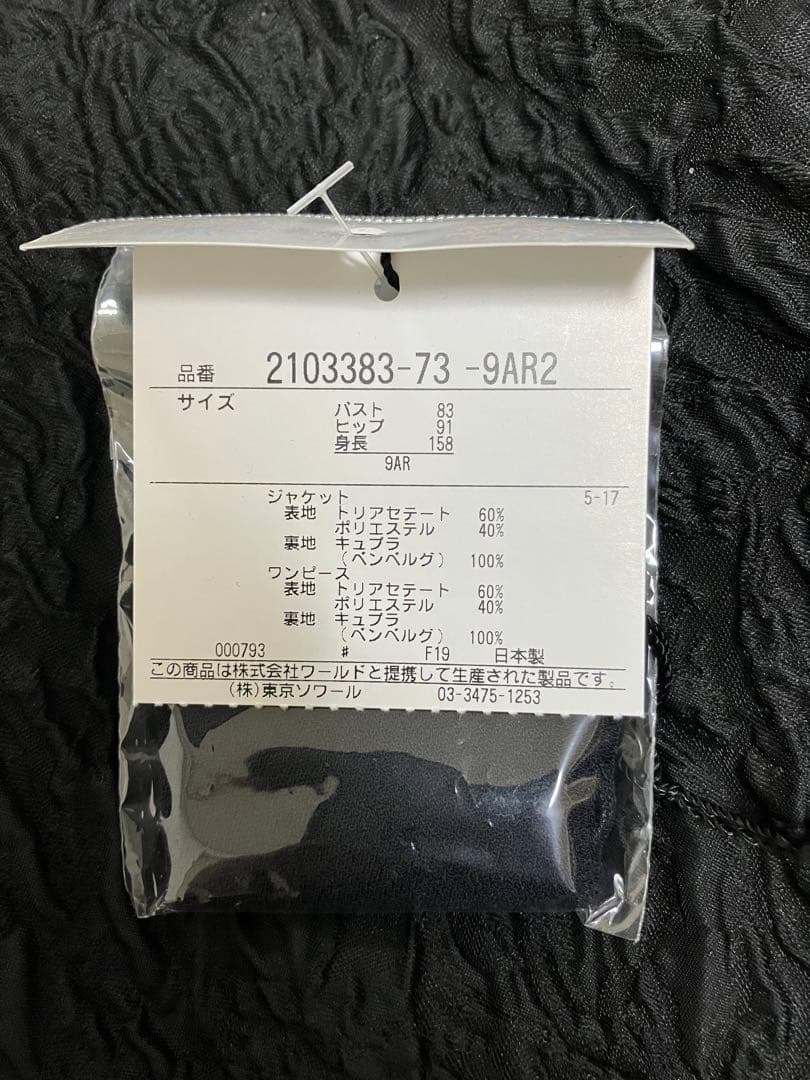 品番 2103383-73 -9AR2
サイズ バスト 83
ヒップ 91
身長 158
9AR
ジャケット 5-17
表地 トリアセテート 60%
ポリエステル 40%
裏地 キュプラ
(ベンベルグ) 100%
ワンピース
表地 トリアセテート 60%
ポリエステル 40%
裏地 キュプラ
(ベンベルグ) 100%
000793 # F19 日本製
この商品は株式会社ワールドと提携して生産された製品です。
(株)東京ソワール 03-3475-1253